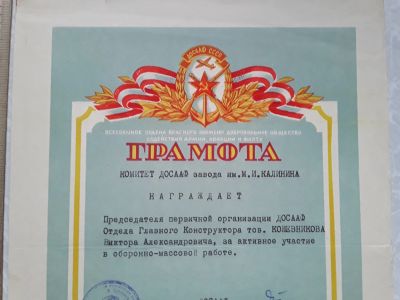 ДОСААФ СССР
ВСЕСОЮЗНОЕ ОРДЕНА КРАСНОГО ЗНАМЕНИ ДОБРОВОЛЬНОЕ ОБЩЕСТВО
СОДЕЙСТВИЯ АРМИИ, АВИАЦИИ И ФЛОТУ
ГРАМОТА
КОМИТЕТ ДОСААФ завода им.М.И.КАЛИНИНА
НАГРАЖДАЕТ
Председателя первичной организации ДОСААФ
Отдела Главного Конструктора тов. КОЖЕВНИКОВА
Виктора Александровича, за активное участие
в оборонно-массовой работе.